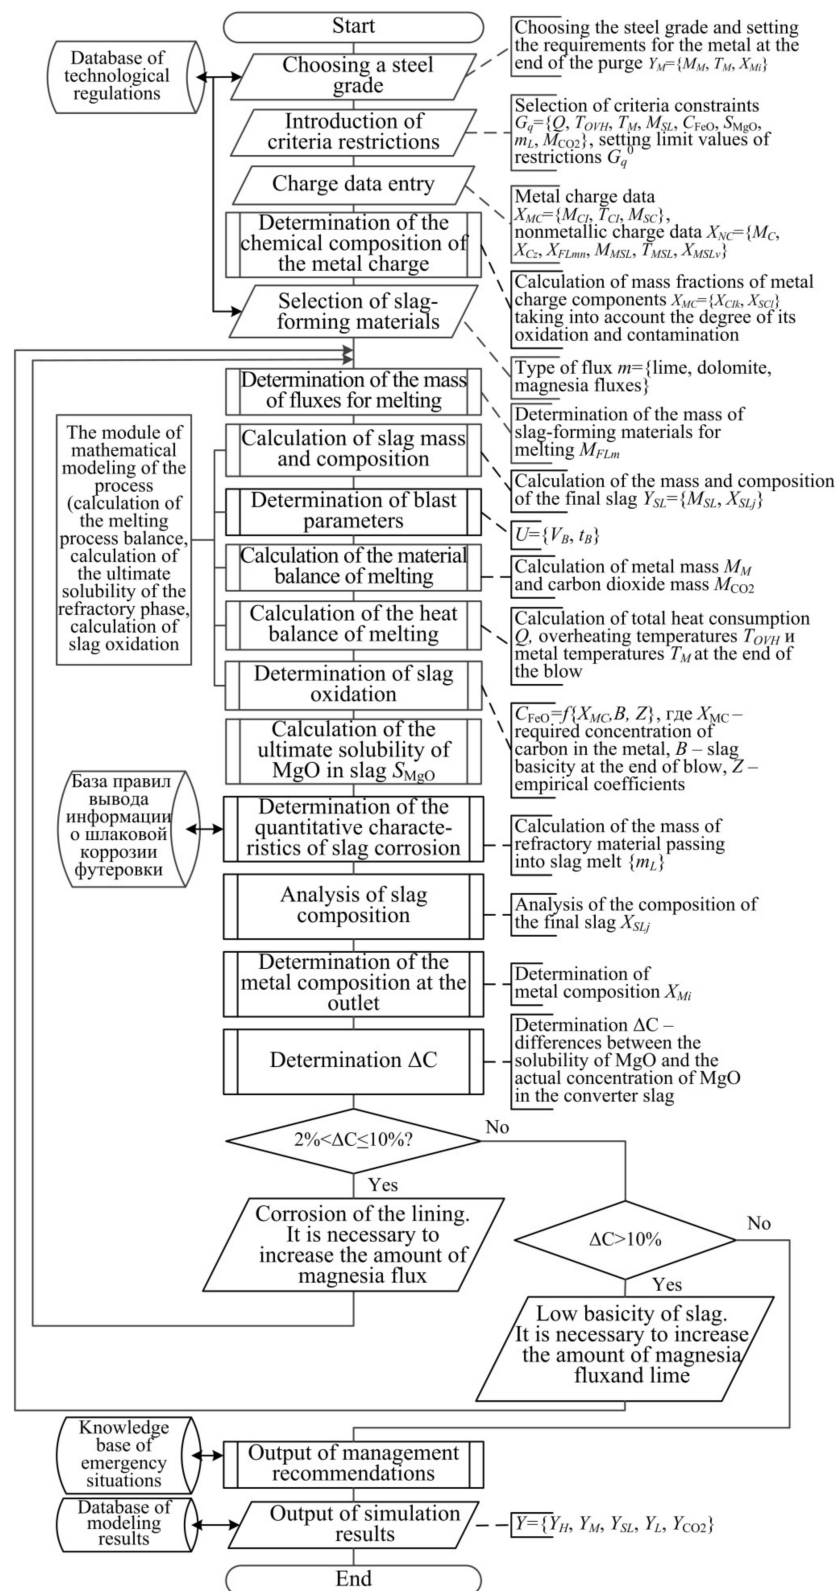 Start
Database of
technological
regulations
Choosing a steel
grade
Choosing the steel grade and setting
the requirements for the metal at the
end of the purge Y_M={M_M, T_M, X_Mi}
Introduction of
criteria restrictions
Selection of criteria constraints
G_q={Q, T_OVH, T_M, M_SL, C_FeO, S_MgO,
m_L, M_CO2}, setting limit values of
restrictions G_q^0
Charge data entry
Metal charge data
X_MC={M_CI, T_CI, M_SC},
nonmetallic charge data X_NC={M_C,
X_Cz, X_FLmn, M_MSL, T_MSL, X_MSLv}
Determination of the
chemical composition of
the metal charge
Calculation of mass fractions of metal
charge components X_MC={X_CIk, X_SCl}
taking into account the degree of its
oxidation and contamination
Selection of slag-
forming materials
Type of flux m={lime, dolomite,
magnesia fluxes}
Determination of the mass
of fluxes for melting
Determination of the mass of
slag-forming materials for
melting M_FLm
The module of
mathematical
modeling of the
process
(calculation of
the melting
process balance,
calculation of
the ultimate
solubility of the
refractory phase,
calculation of
slag oxidation
Calculation of slag mass
and composition
Calculation of the mass and composition
of the final slag Y_SL={M_SL, X_SLj}
Determination of blast
parameters
U={V_B, t_B}
Calculation of the material
balance of melting
Calculation of metal mass M_M
and carbon dioxide mass M_CO2
Calculation of the heat
balance of melting
Calculation of total heat consumption
Q, overheating temperatures T_OVH и
metal temperatures T_M at the end of
the blow
Determination of slag
oxidation
C_FeO=f{X_MC,B, Z}, где X_MC –
required concentration of
carbon in the metal, B – slag
basicity at the end of blow, Z –
empirical coefficients
Calculation of the
ultimate solubility of
MgO in slag S_MgO
База правил
вывода
информации
о шлаковой
коррозии
футеровки
Determination of the
quantitative characte-
ristics of slag corrosion
Calculation of the mass of
refractory material passing
into slag melt {m_L}
Analysis of slag
composition
Analysis of the composition of
the final slag X_SLj
Determination of the
metal composition at the
outlet
Determination of
metal composition X_Mi
Determination ΔC
Determination ΔC –
differences between the
solubility of MgO and the
actual concentration of MgO
in the converter slag
2%<ΔC≤10%?
No
Yes
Corrosion of the lining.
It is necessary to
increase the amount of
magnesia flux
ΔC>10%
No
Yes
Low basicity of slag.
It is necessary to increase
the amount of magnesia
fluxand lime
Knowledge
base of
emergency
situations
Output of management
recommendations
Database of
modeling
results
Output of simulation
results
Y={Y_H, Y_M, Y_SL, Y_L, Y_CO2}
End